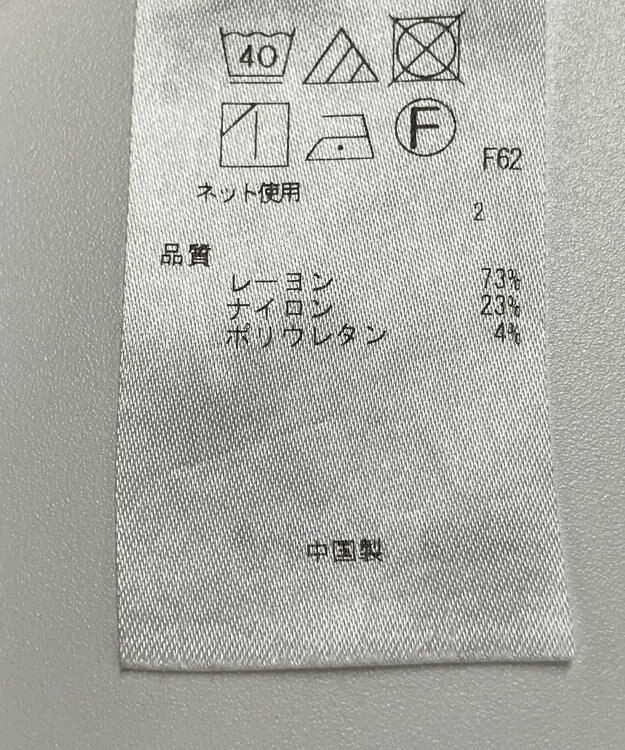 40
F
F62
ネット使用
2
品質
レーヨン 73%
ナイロン 23%
ポリウレタン 4%
中国製